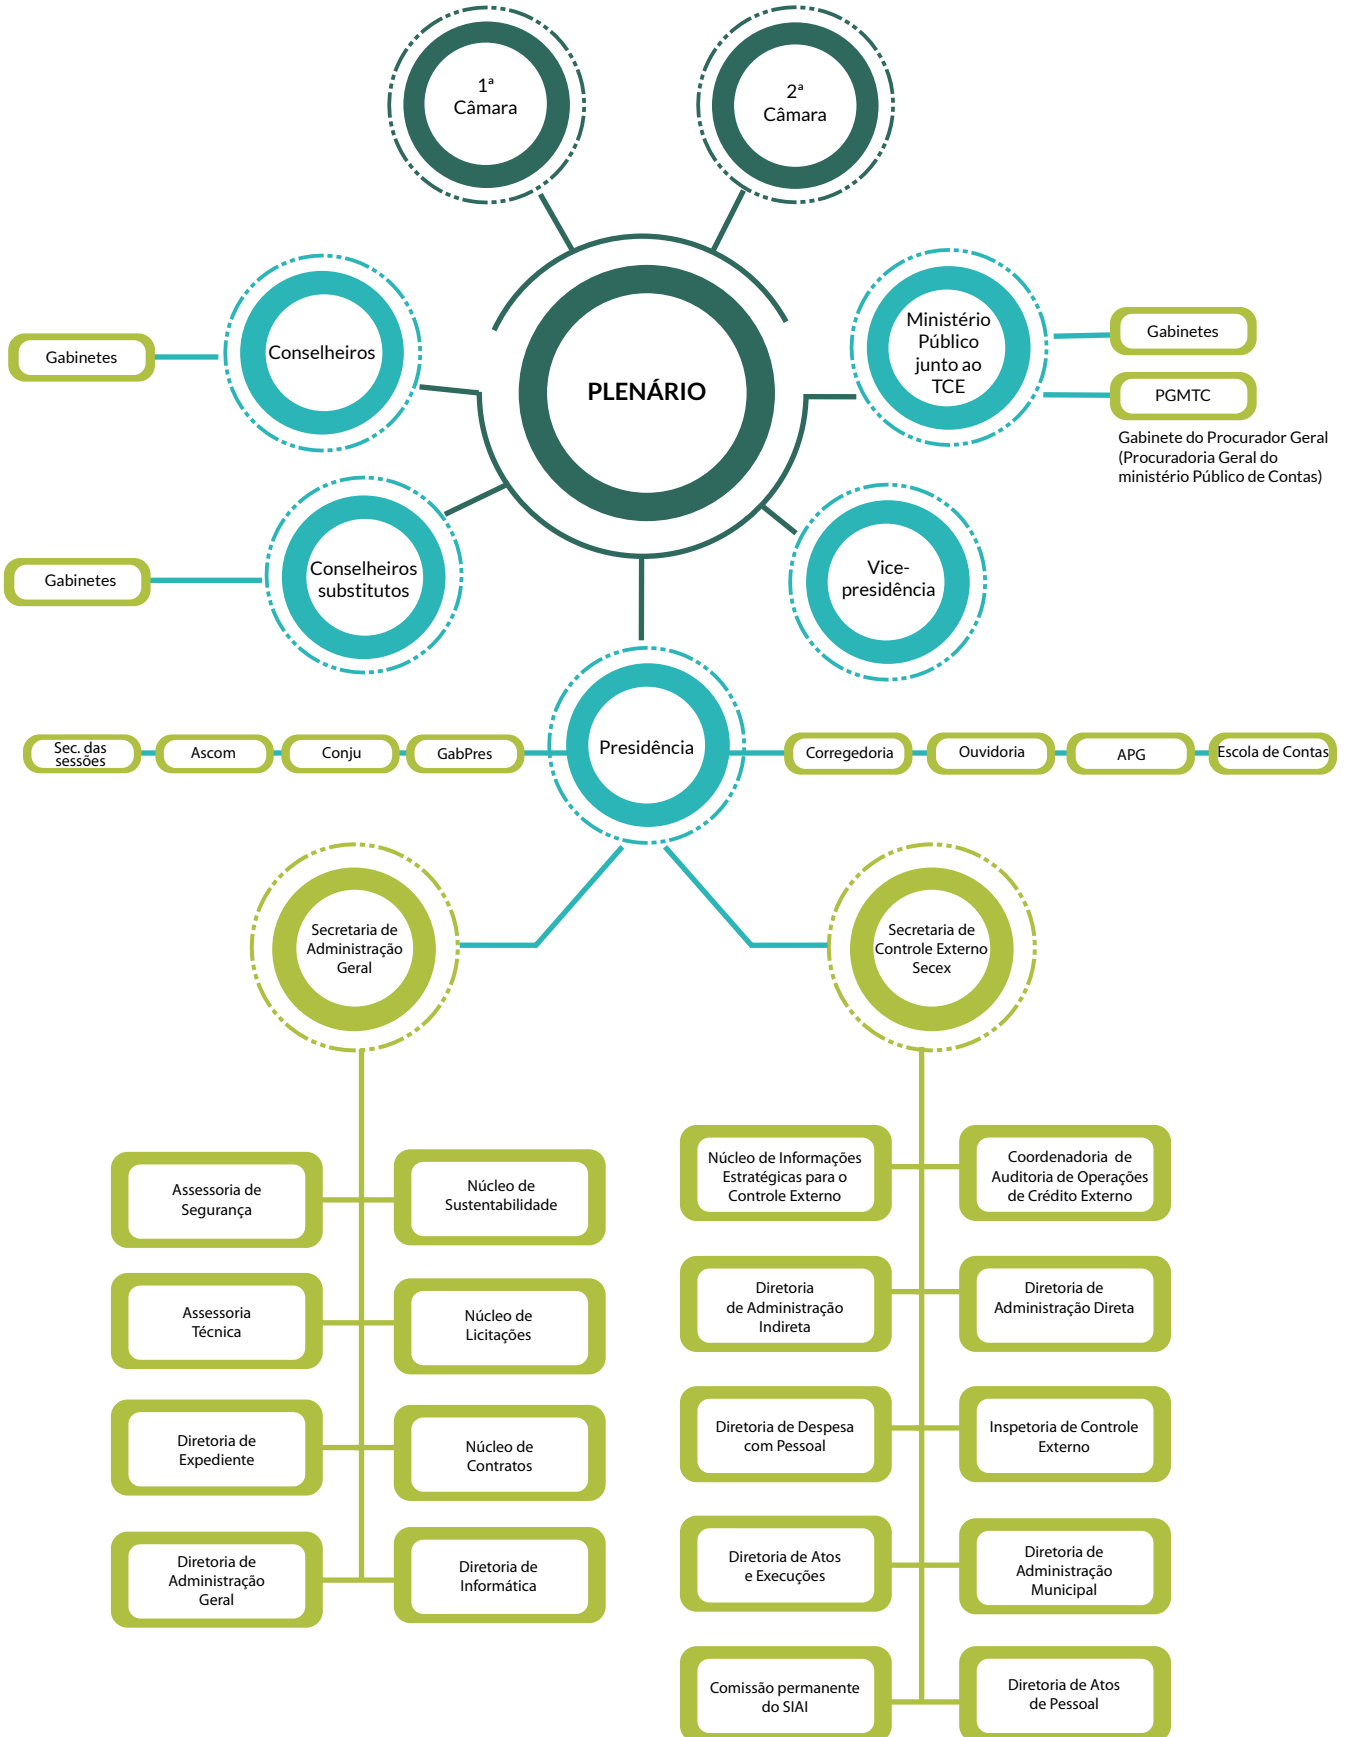 1ª
Câmara
2ª
Câmara
PLENÁRIO
Conselheiros
Gabinetes
Ministério
Público
junto ao
TCE
Gabinetes
PGMTC
Gabinete do Procurador Geral
(Procuradoria Geral do
ministério Público de Contas)
Conselheiros
substitutos
Gabinetes
Vice-
presidência
Presidência
Sec. das
sessões
Ascom
Conju
GabPres
Corregedoria
Ouvidoria
APG
Escola de Contas
Secretaria de
Administração
Geral
Secretaria de
Controle Externo
Secex
Assessoria de
Segurança
Núcleo de
Sustentabilidade
Assessoria
Técnica
Núcleo de
Licitações
Diretoria de
Expediente
Núcleo de
Contratos
Diretoria de
Administração
Geral
Diretoria de
Informática
Núcleo de Informações
Estratégicas para o
Controle Externo
Coordenadoria de
Auditoria de Operações
de Crédito Externo
Diretoria
de Administração
Indireta
Diretoria de
Administração Direta
Diretoria de Despesa
com Pessoal
Inspetoria de Controle
Externo
Diretoria de Atos
e Execuções
Diretoria de
Administração
Municipal
Comissão permanente
do SIAI
Diretoria de Atos
de Pessoal